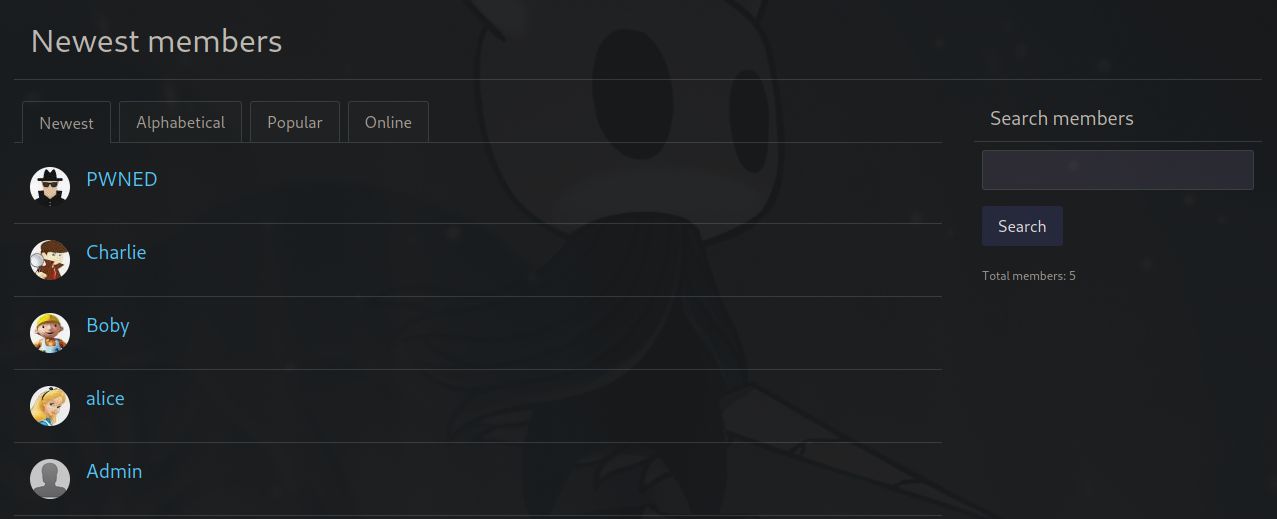 Newest members
Newest
Alphabetical
Popular
Online
PWNED
Charlie
Boby
alice
Admin
Search members
Search
Total members: 5